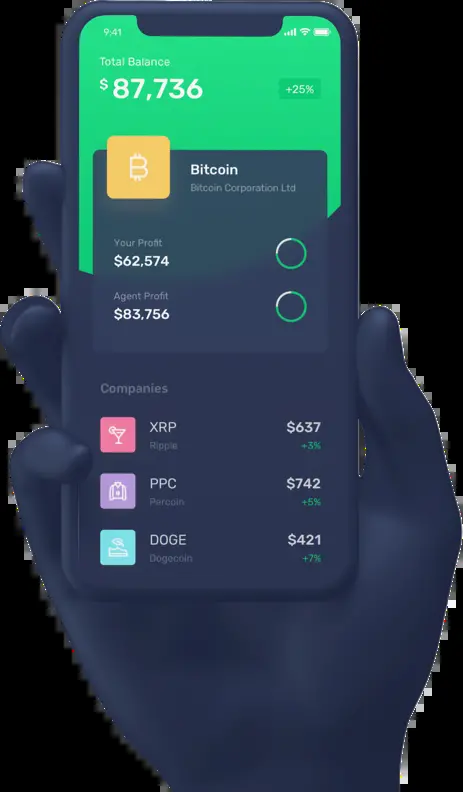 9:41
Total Balance
$ 87,736
+25%
Bitcoin
Bitcoin Corporation Ltd
Your Profit
$62,574
Agent Profit
$83,756
Companies
XRP $637
Ripple +3%
PPC $742
Percoin +5%
DOGE $421
Dogecoin +7%